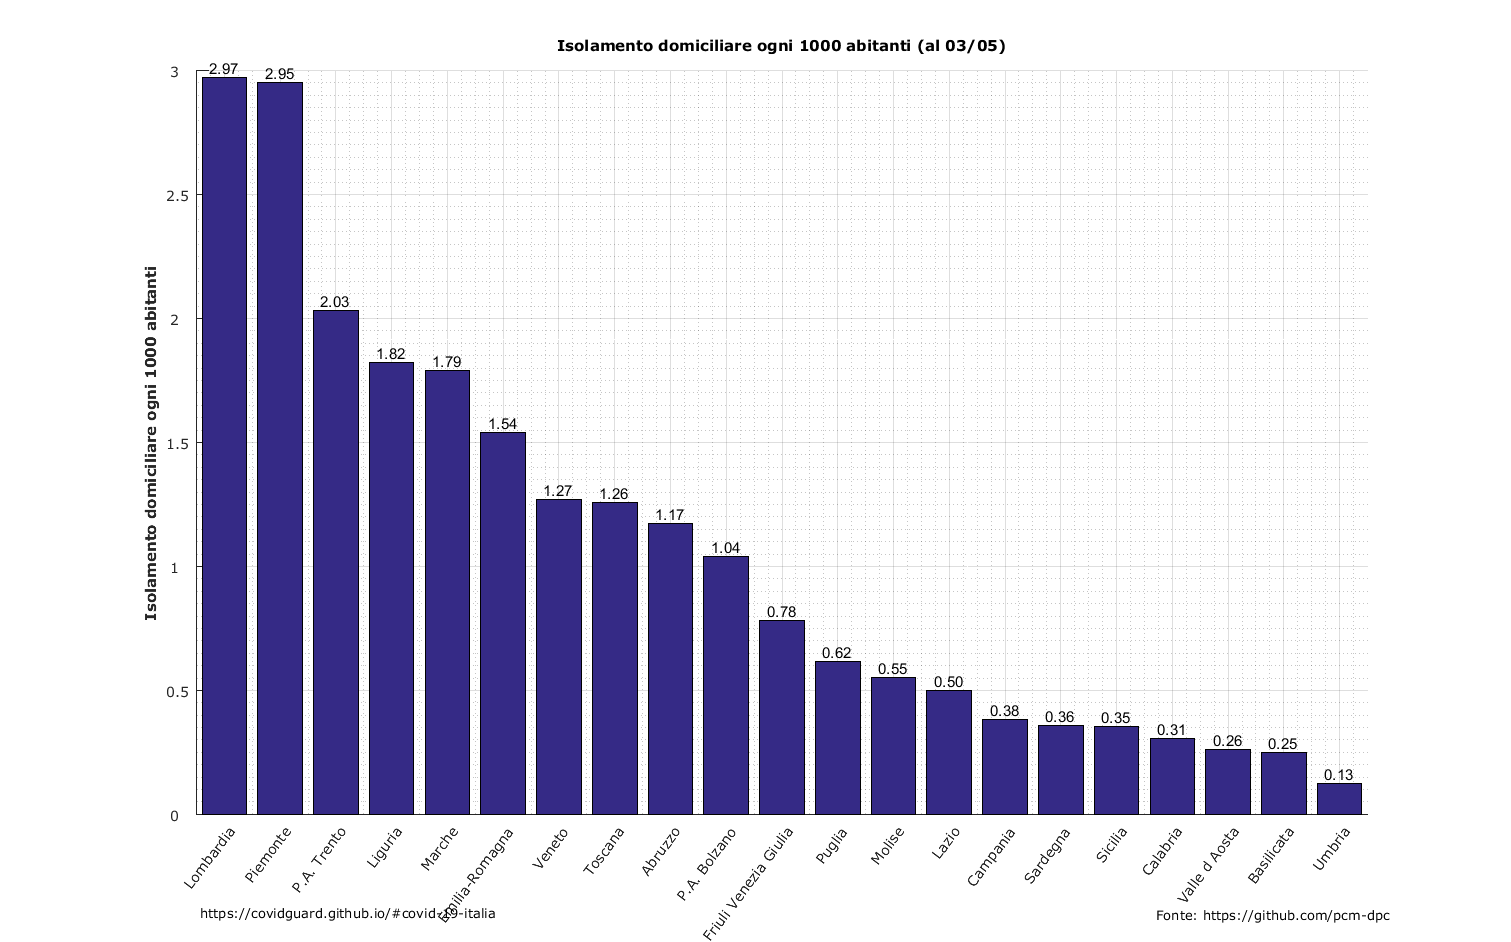 Isolamento domiciliare ogni 1000 abitanti (al 03/05)
Isolamento domiciliare ogni 1000 abitanti
3
2.5
2
1.5
1
0.5
0
2.97
2.95
2.03
1.82
1.79
1.54
1.27
1.26
1.17
1.04
0.78
0.62
0.55
0.50
0.38
0.36
0.35
0.31
0.26
0.25
0.13
Lombardia
Piemonte
P.A. Trento
Liguria
Marche
Emilia-Romagna
Veneto
Toscana
Abruzzo
P.A. Bolzano
Friuli Venezia Giulia
Puglia
Molise
Lazio
Campania
Sardegna
Sicilia
Calabria
Valle d Aosta
Basilicata
Umbria
https://covidguard.github.io/#covid-19-italia
Fonte: https://github.com/pcm-dpc